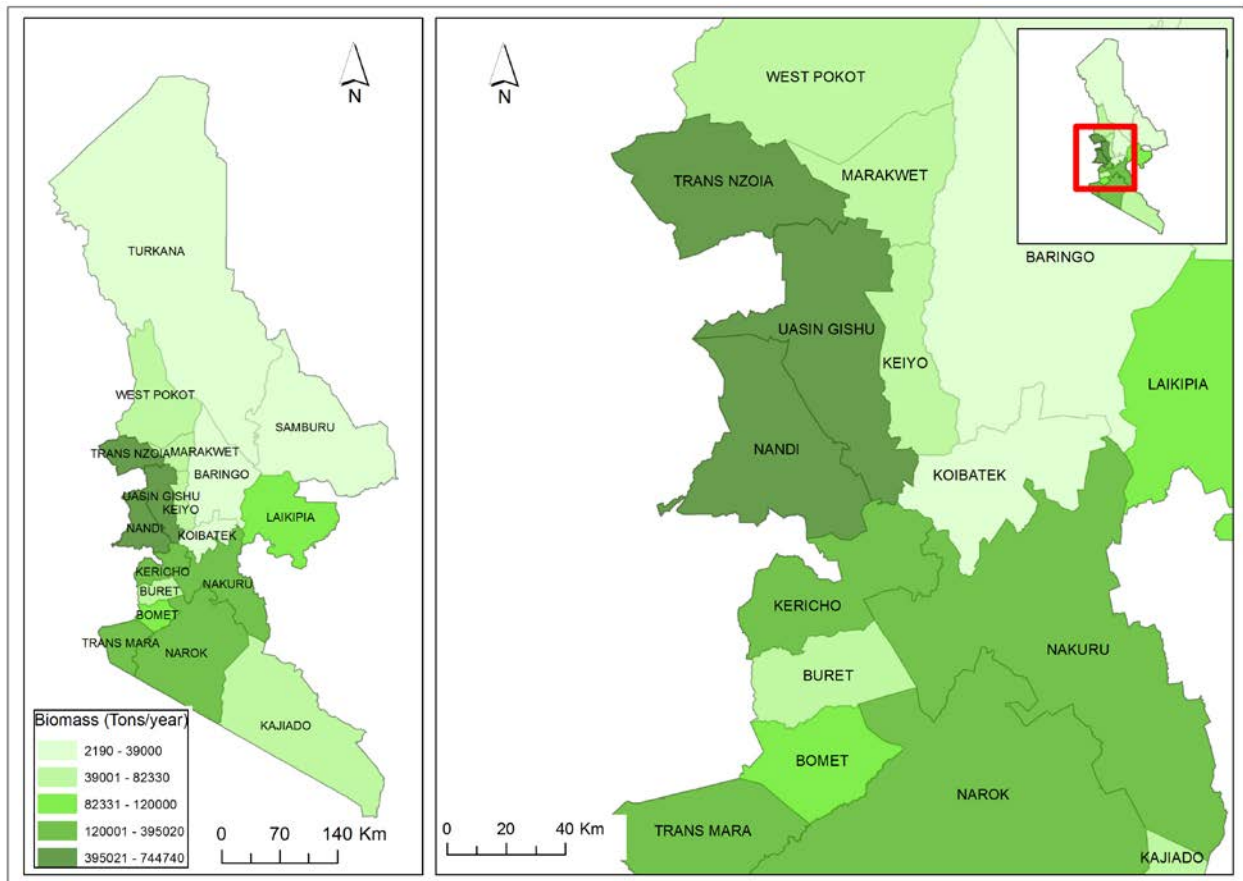 N
TURKANA
WEST POKOT
SAMBURU
TRANS NZOIA
MARAKWET
BARINGO
UASIN GISHU
KEIYO
LAIKIPIA
NANDI
KOIBATEK
KERICHO
NAKURU
BURET
BOMET
TRANS MARA
NAROK
KAJIADO
Biomass (Tons/year)
2190 - 39000
39001 - 82330
82331 - 120000
120001 - 395020
395021 - 744740
0 70 140 Km
N
WEST POKOT
TRANS NZOIA
MARAKWET
BARINGO
UASIN GISHU
KEIYO
LAIKIPIA
NANDI
KOIBATEK
KERICHO
NAKURU
BURET
BOMET
NAROK
TRANS MARA
KAJIADO
0 20 40 Km